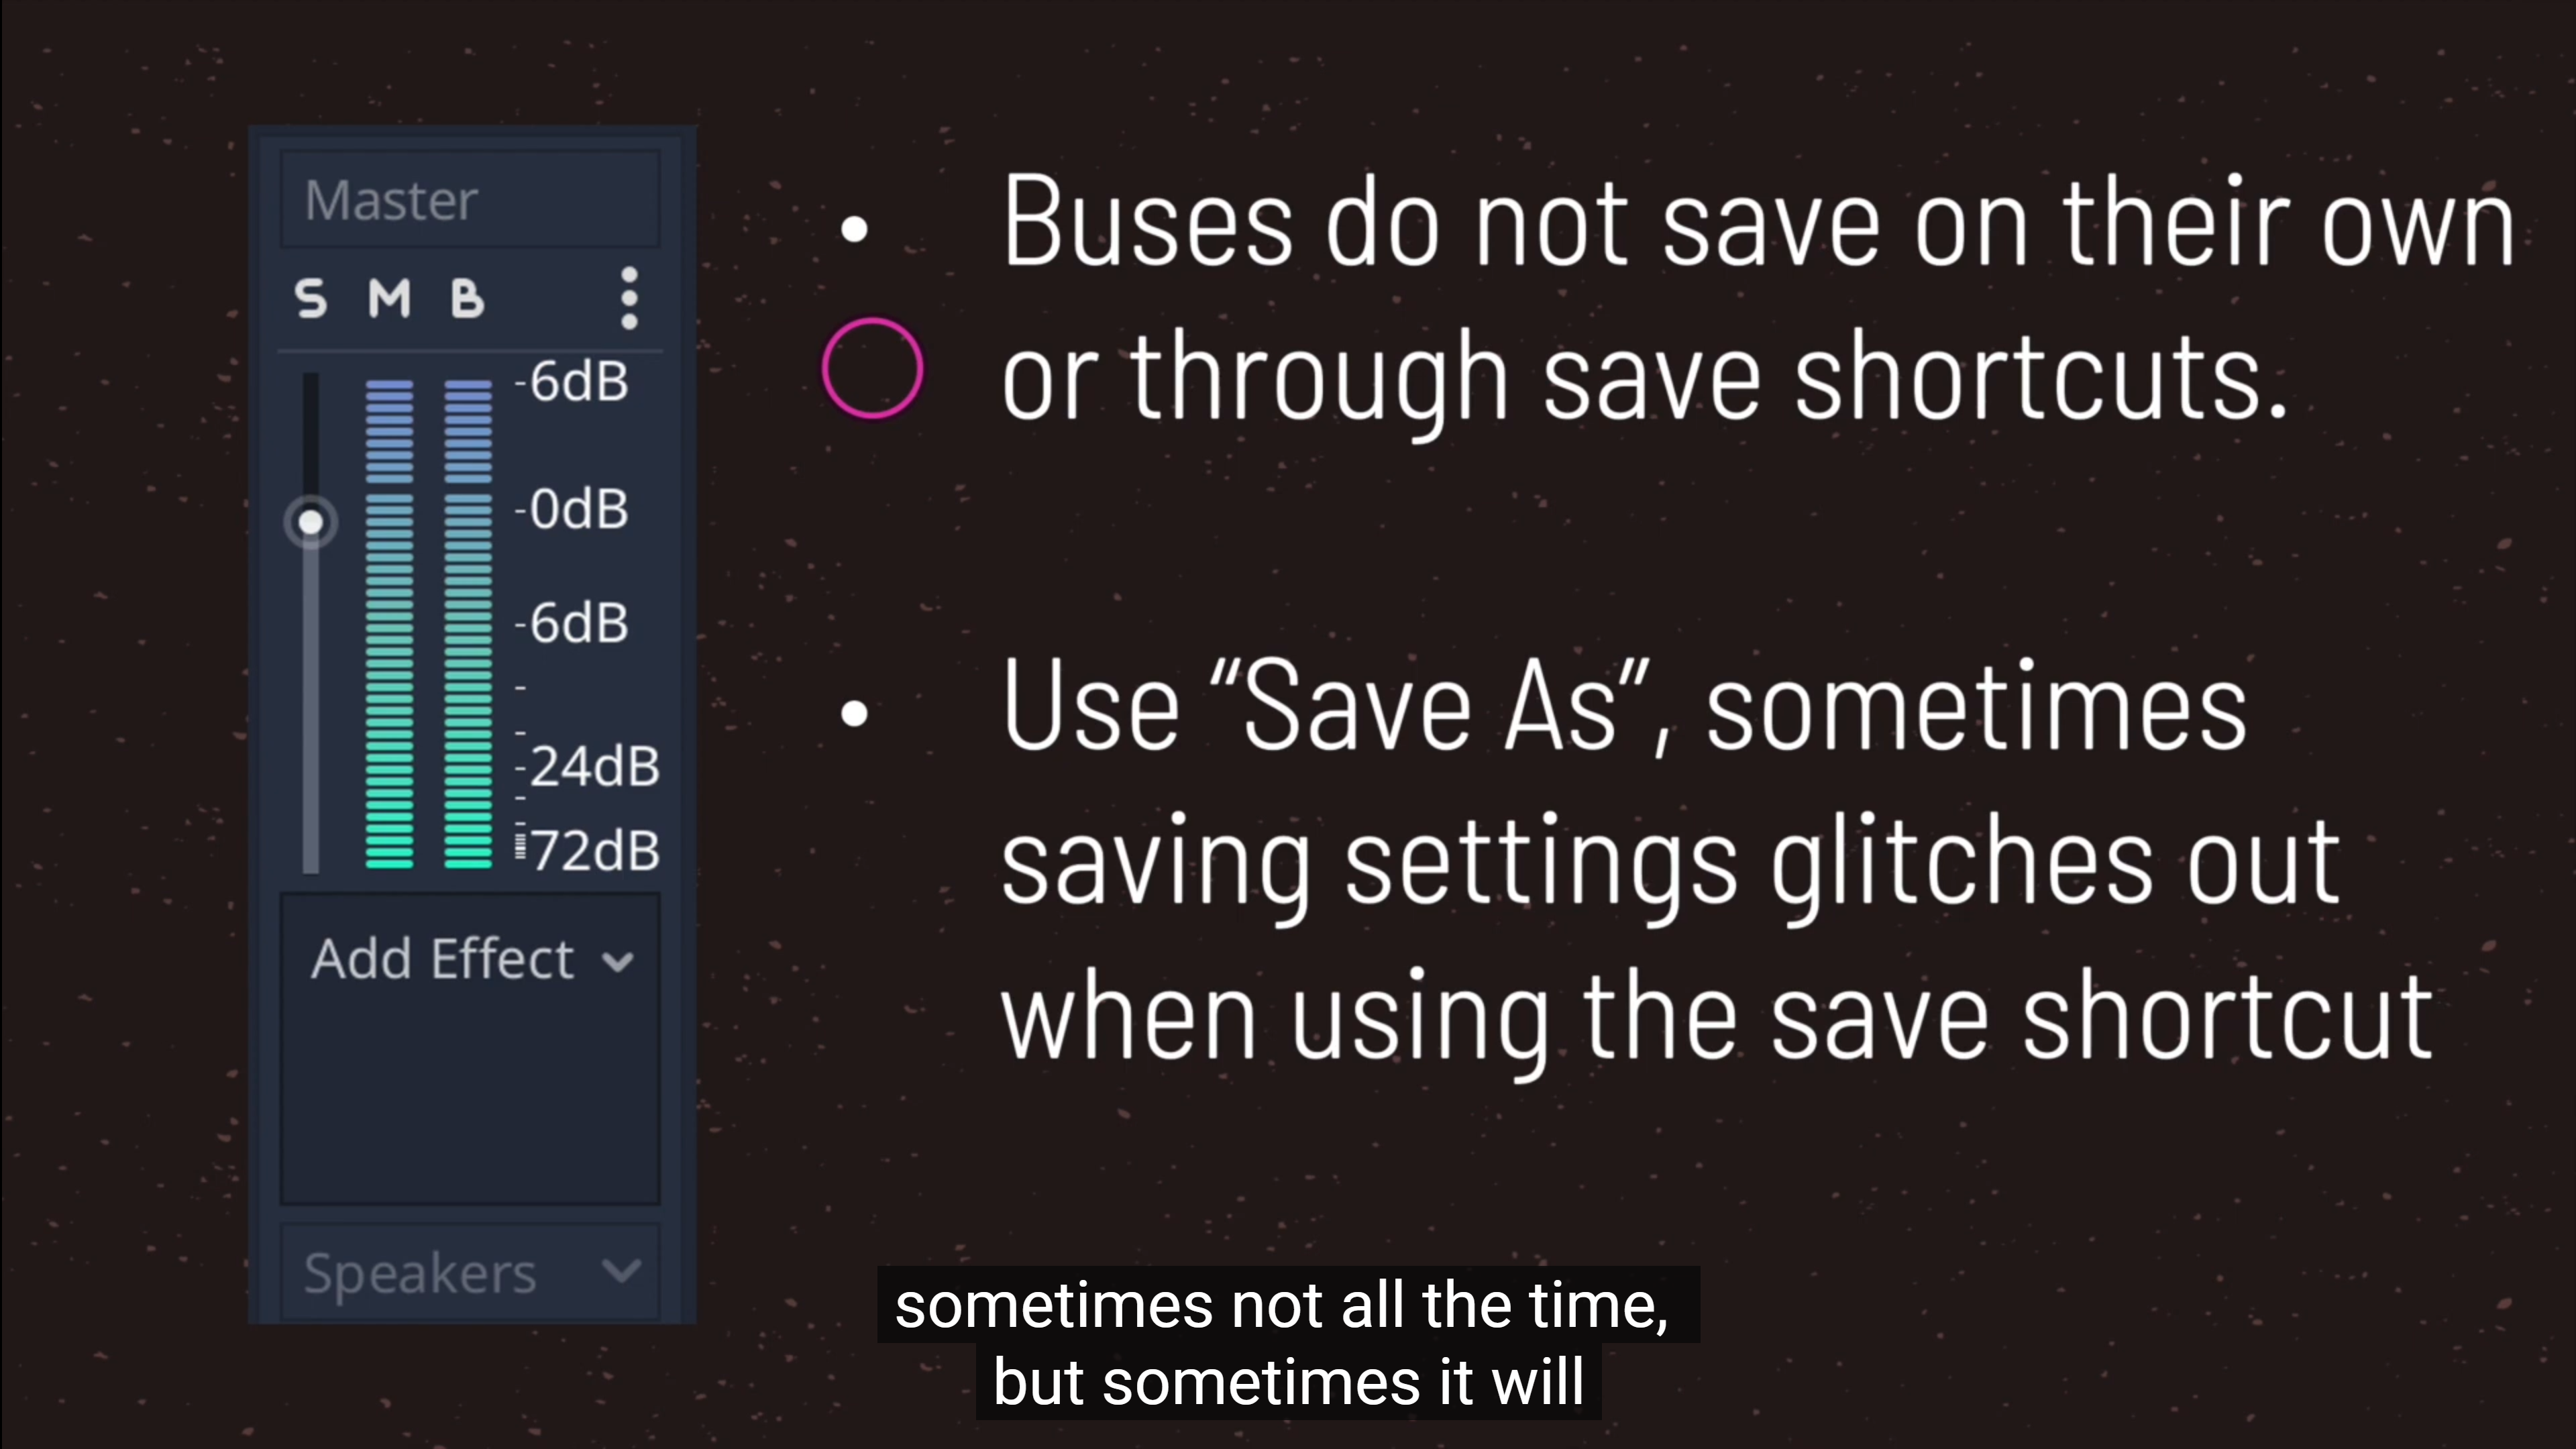 Master
S M B
-6dB
-0dB
-6dB
-
-
-24dB
-
-72dB
Add Effect
Speakers
• Buses do not save on their own
or through save shortcuts.
• Use “Save As”, sometimes
saving settings glitches out
when using the save shortcut
sometimes not all the time,
but sometimes it will